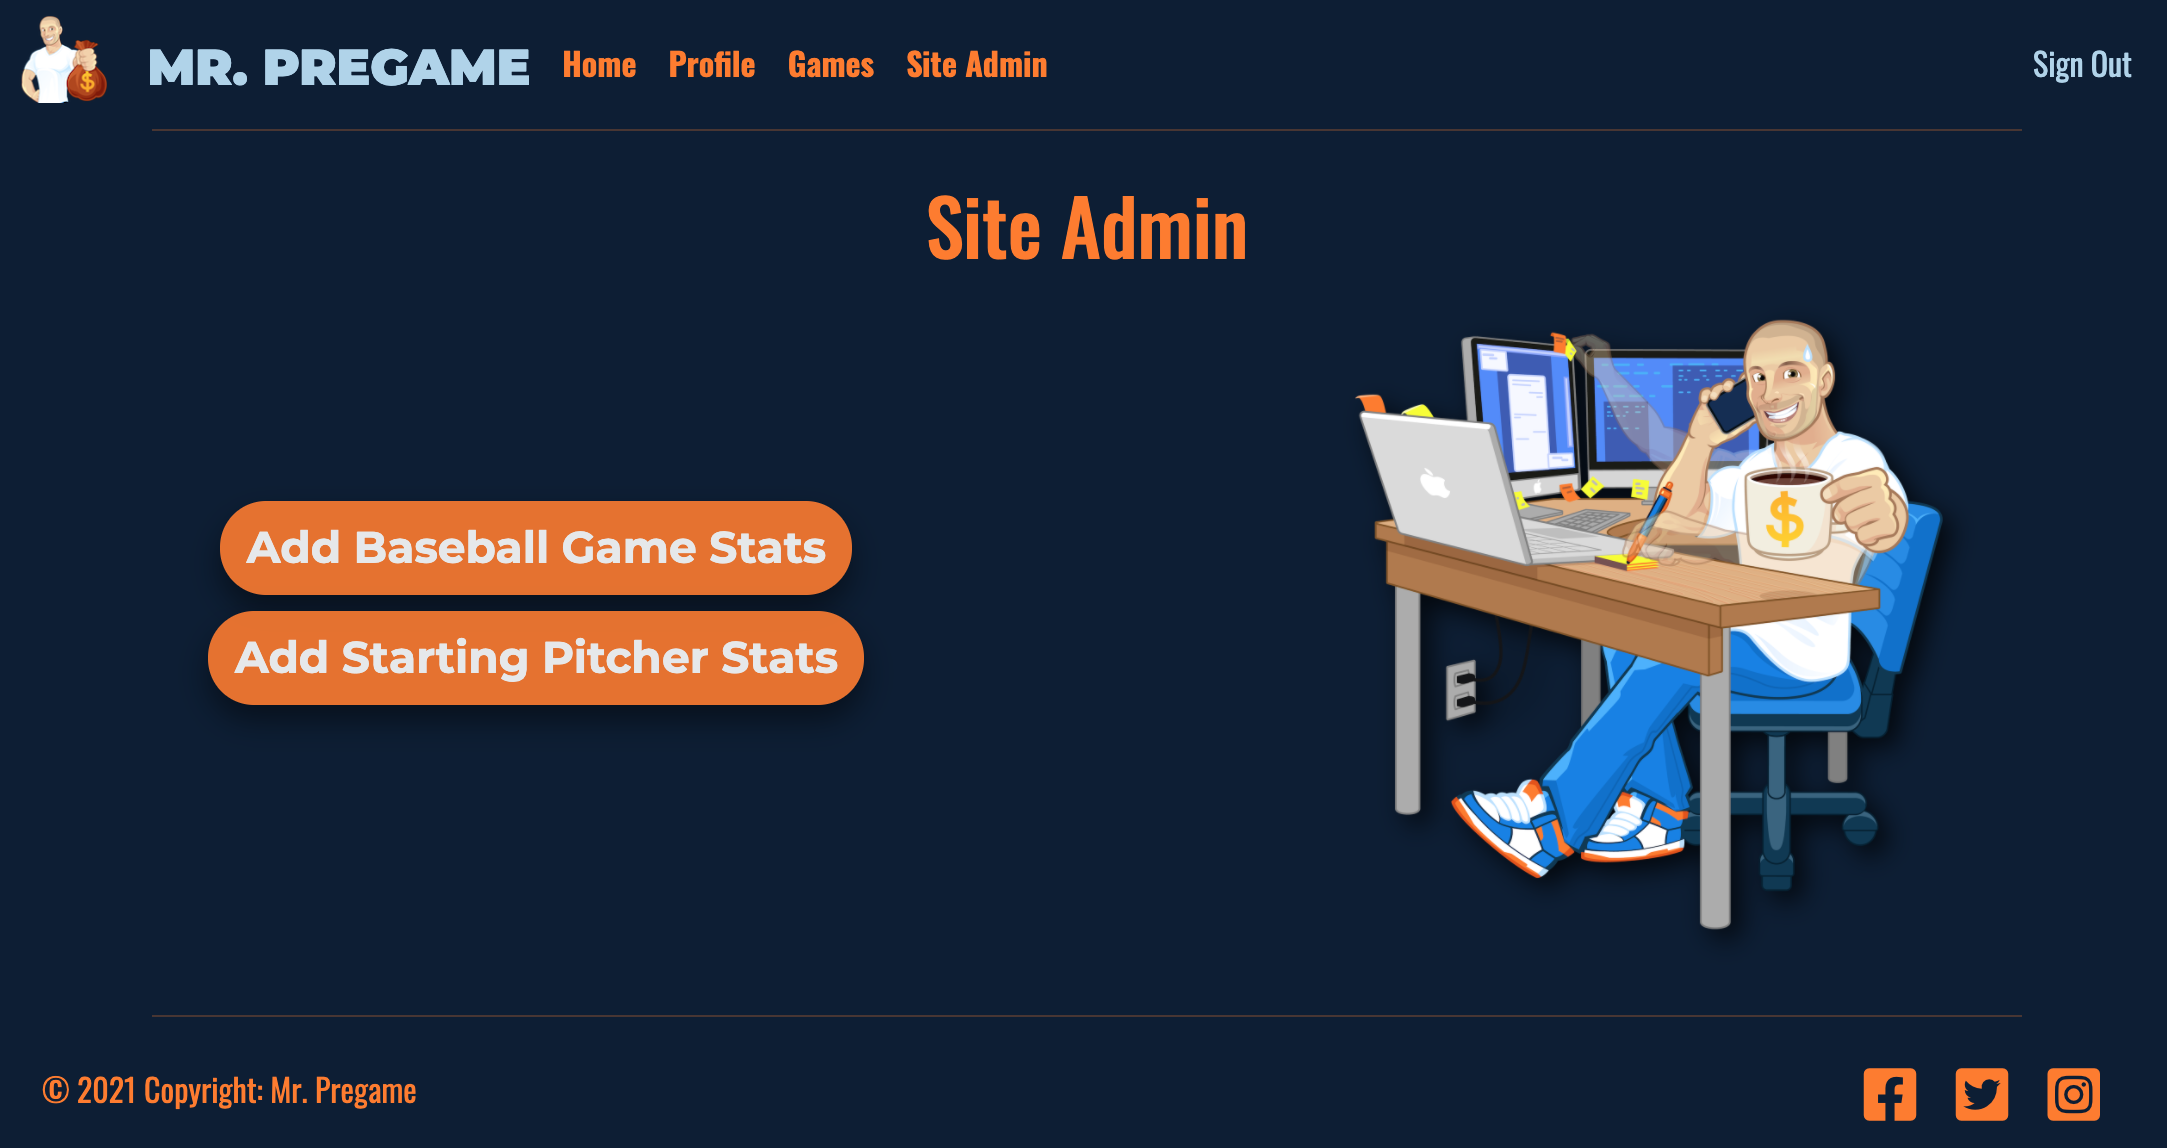 MR. PREGAME Home Profile Games Site Admin Sign Out
Site Admin
Add Baseball Game Stats
Add Starting Pitcher Stats
$
$
© 2021 Copyright: Mr. Pregame